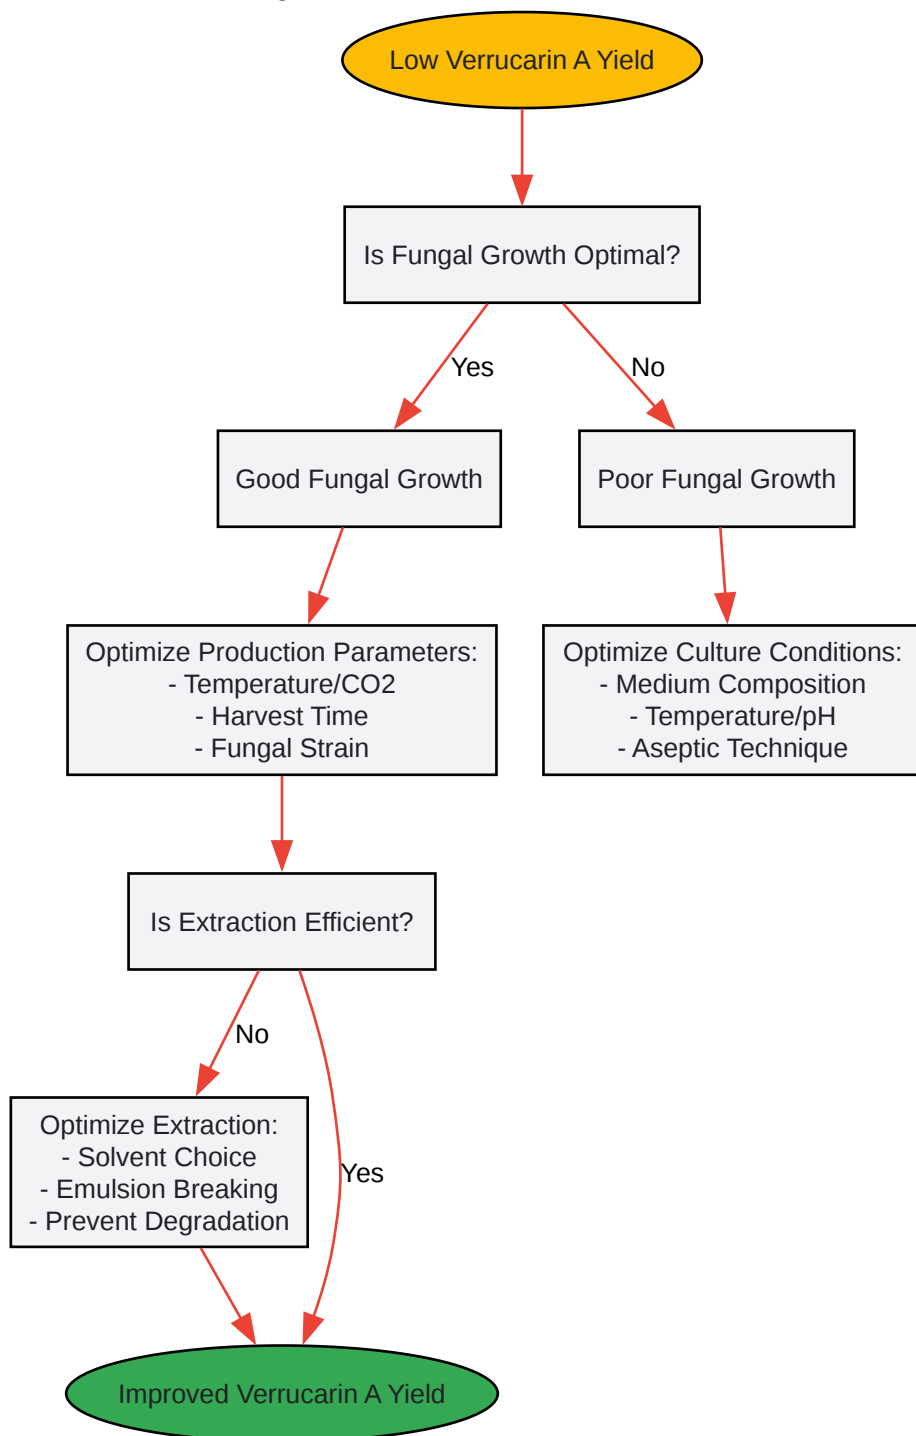 Low Verrucarin A Yield
Is Fungal Growth Optimal?
Yes
No
Good Fungal Growth
Poor Fungal Growth
Optimize Production Parameters:
- Temperature/CO2
- Harvest Time
- Fungal Strain
Optimize Culture Conditions:
- Medium Composition
- Temperature/pH
- Aseptic Technique
Is Extraction Efficient?
No
Yes
Optimize Extraction:
- Solvent Choice
- Emulsion Breaking
- Prevent Degradation
Improved Verrucarin A Yield